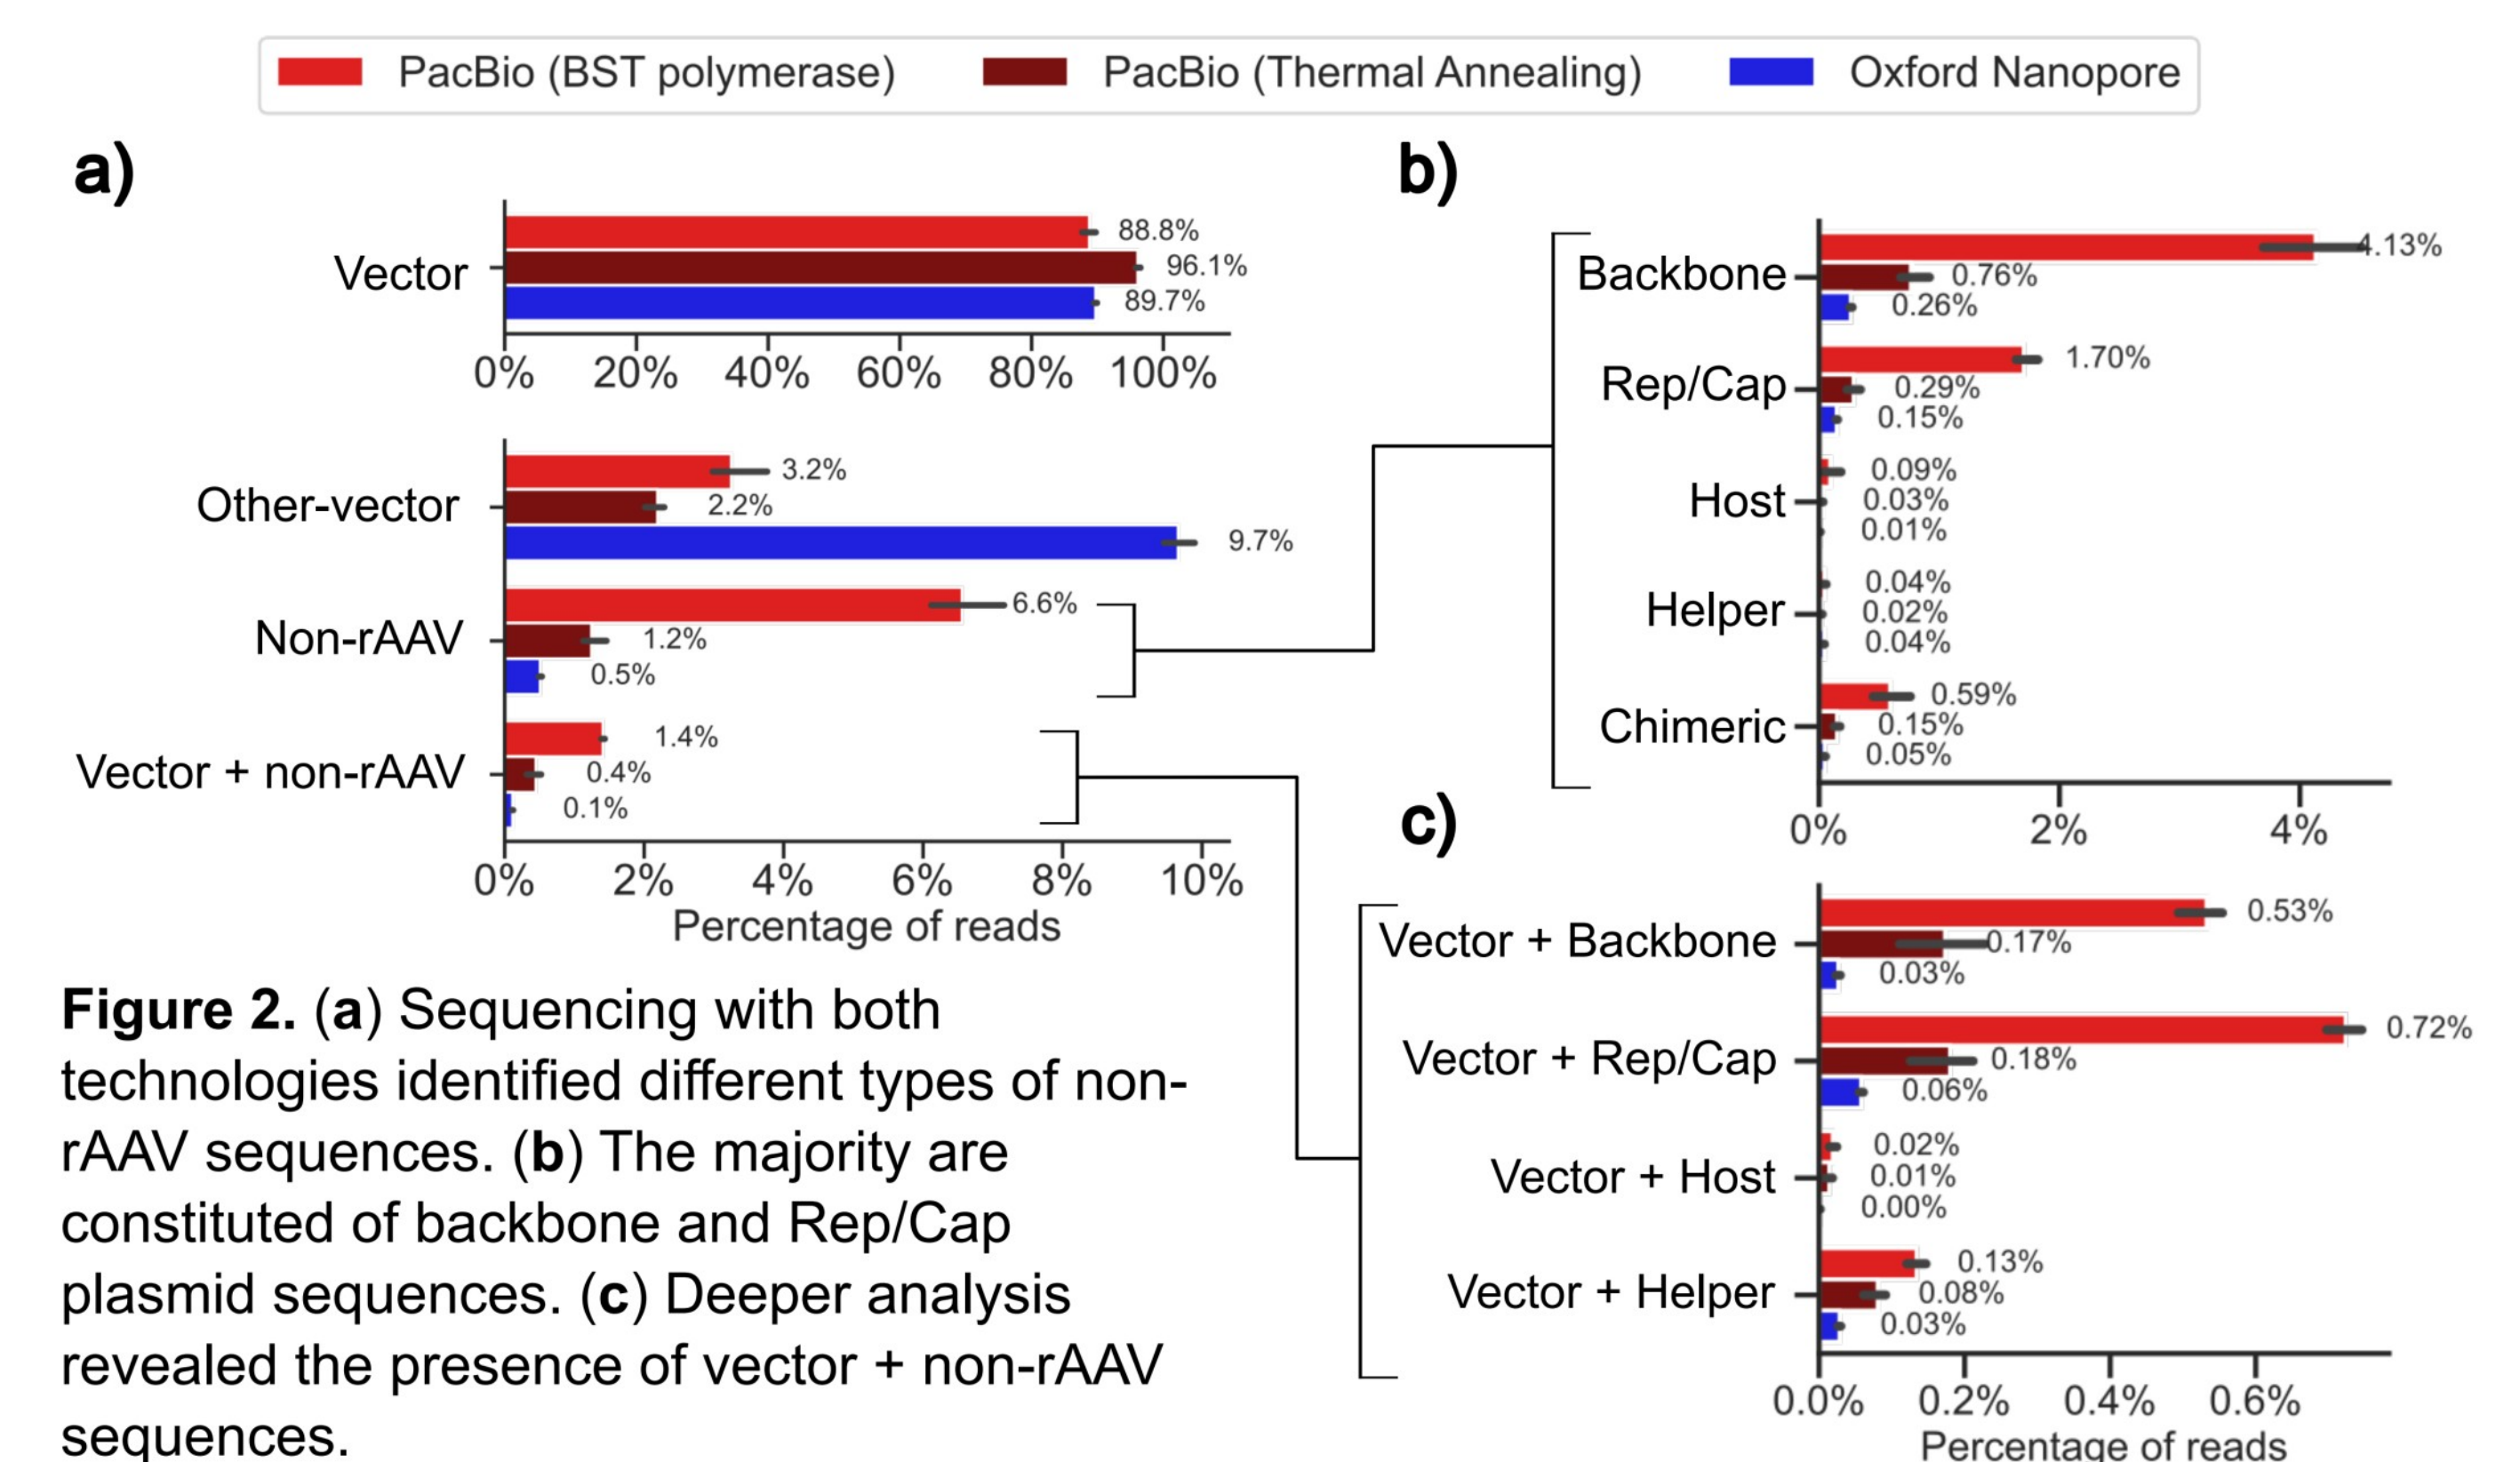 PacBio (BST polymerase) PacBio (Thermal Annealing) Oxford Nanopore
a)
Vector
88.8%
96.1%
89.7%
0% 20% 40% 60% 80% 100%
Other-vector
3.2%
2.2%
9.7%
Non-rAAV
6.6%
1.2%
0.5%
Vector + non-rAAV
1.4%
0.4%
0.1%
0% 2% 4% 6% 8% 10%
Percentage of reads
b)
Backbone
4.13%
0.76%
0.26%
Rep/Cap
1.70%
0.29%
0.15%
Host
0.09%
0.03%
0.01%
Helper
0.04%
0.02%
0.04%
Chimeric
0.59%
0.15%
0.05%
0% 2% 4%
c)
Vector + Backbone
0.53%
0.17%
0.03%
Vector + Rep/Cap
0.72%
0.18%
0.06%
Vector + Host
0.02%
0.01%
0.00%
Vector + Helper
0.13%
0.08%
0.03%
0.0% 0.2% 0.4% 0.6%
Percentage of reads
Figure 2. (a) Sequencing with both
technologies identified different types of non-
rAAV sequences. (b) The majority are
constituted of backbone and Rep/Cap
plasmid sequences. (c) Deeper analysis
revealed the presence of vector + non-rAAV
sequences.